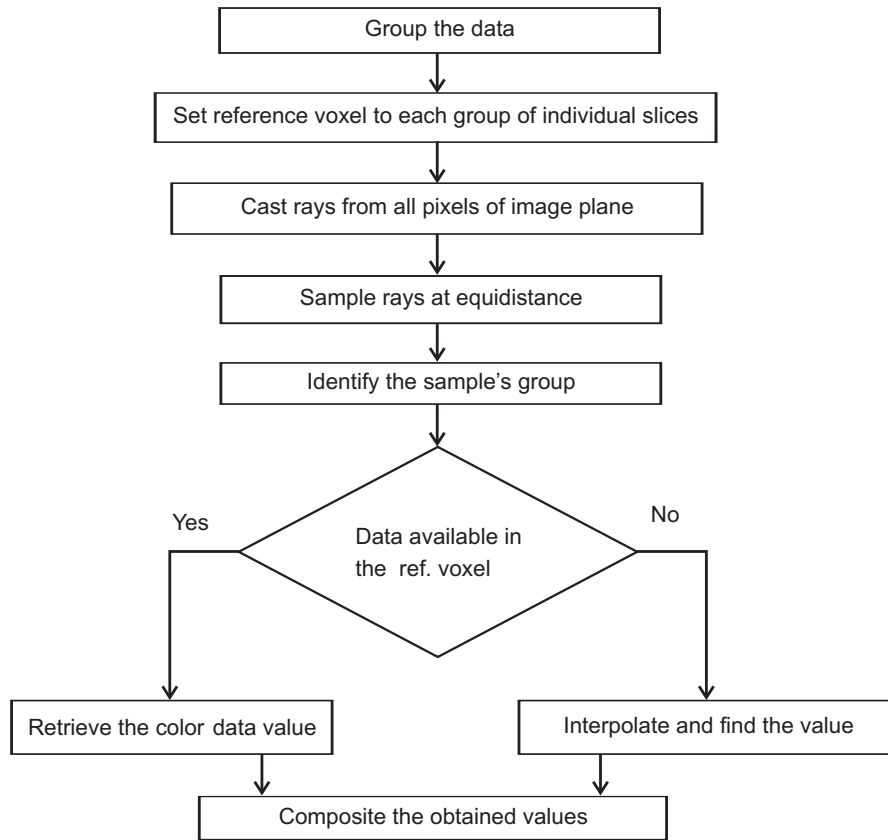 Group the data
Set reference voxel to each group of individual slices
Cast rays from all pixels of image plane
Sample rays at equidistance
Identify the sample’s group
Yes
No
Data available in
the ref. voxel
Retrieve the color data value
Interpolate and find the value
Composite the obtained values